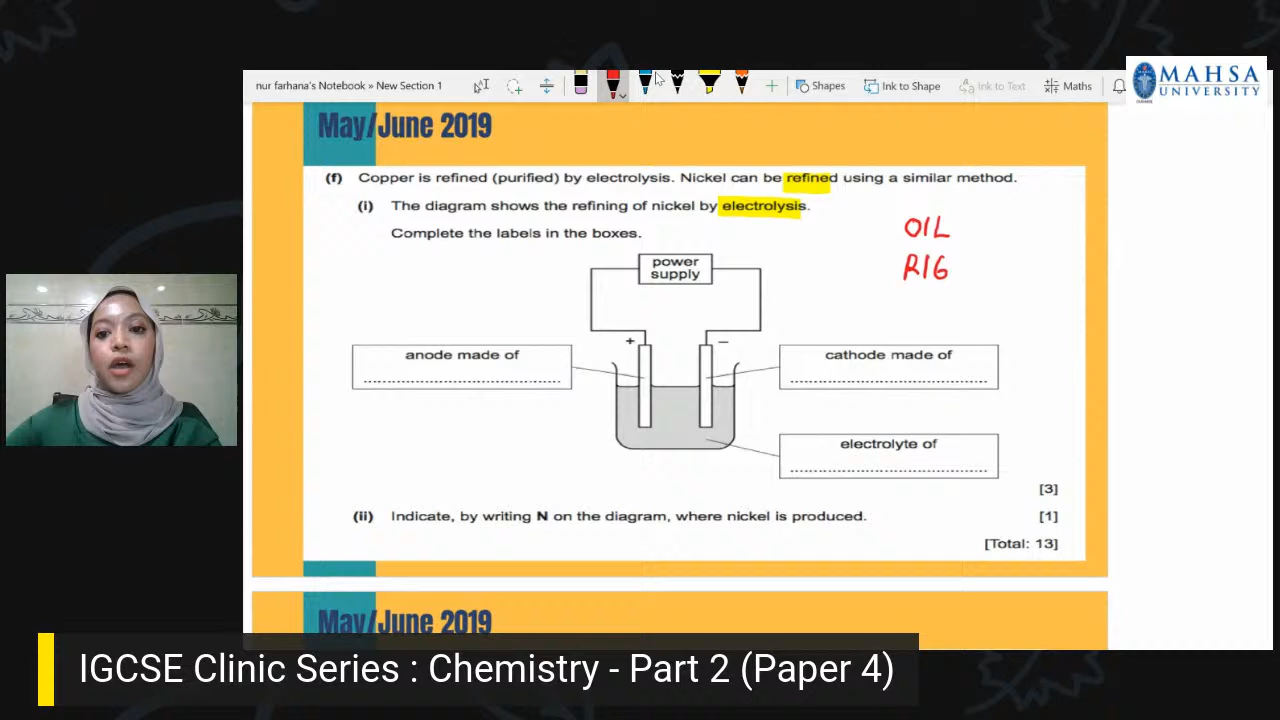 nur farhana's Notebook » New Section 1
Shapes
Ink to Shape
Ink to Text
Maths
MAHSA
UNIVERSITY
May/June 2019
(f) Copper is refined (purified) by electrolysis. Nickel can be refined using a similar method.
(i) The diagram shows the refining of nickel by electrolysis.
Complete the labels in the boxes.
OIL
RIG
power
supply
+
–
anode made of
................................................
cathode made of
................................................
electrolyte of
................................................
[3]
(ii) Indicate, by writing N on the diagram, where nickel is produced.
[1]
[Total: 13]
May/June 2019
IGCSE Clinic Series : Chemistry - Part 2 (Paper 4)